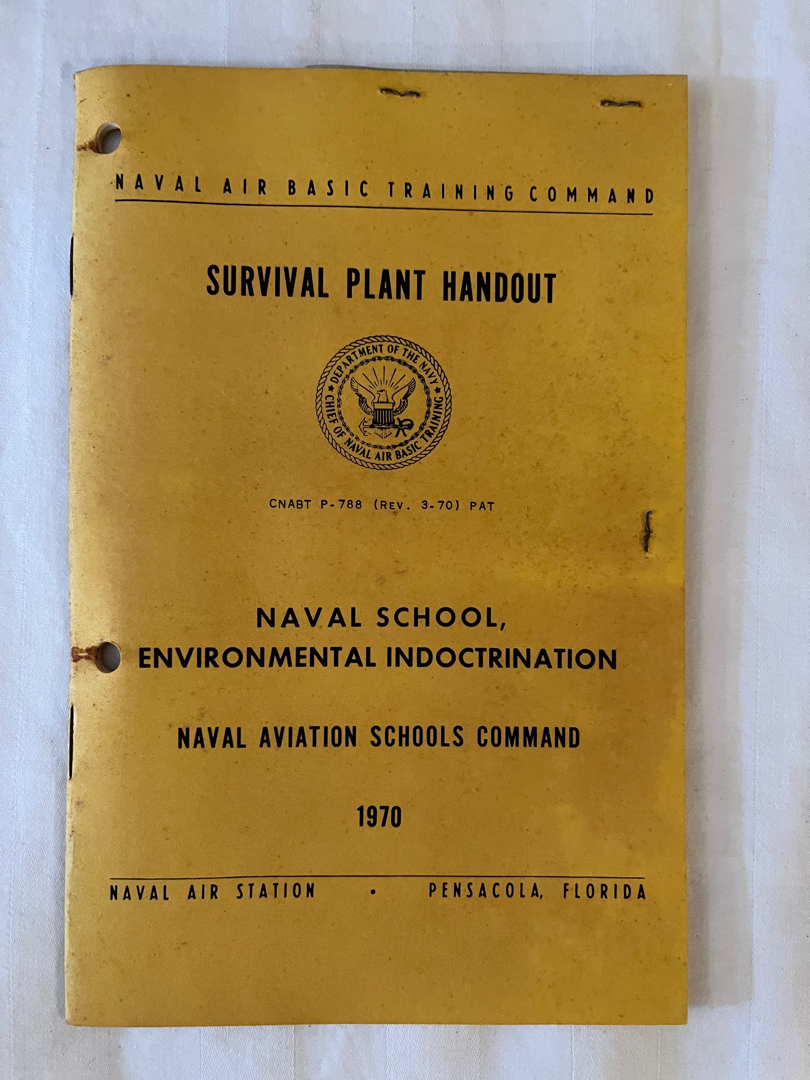 NAVAL AIR BASIC TRAINING COMMAND
SURVIVAL PLANT HANDOUT
DEPARTMENT OF THE NAVY
CHIEF OF NAVAL AIR BASIC TRAINING
CNABT P-788 (REV. 3-70) PAT
NAVAL SCHOOL,
ENVIRONMENTAL INDOCTRINATION
NAVAL AVIATION SCHOOLS COMMAND
1970
NAVAL AIR STATION • PENSACOLA, FLORIDA